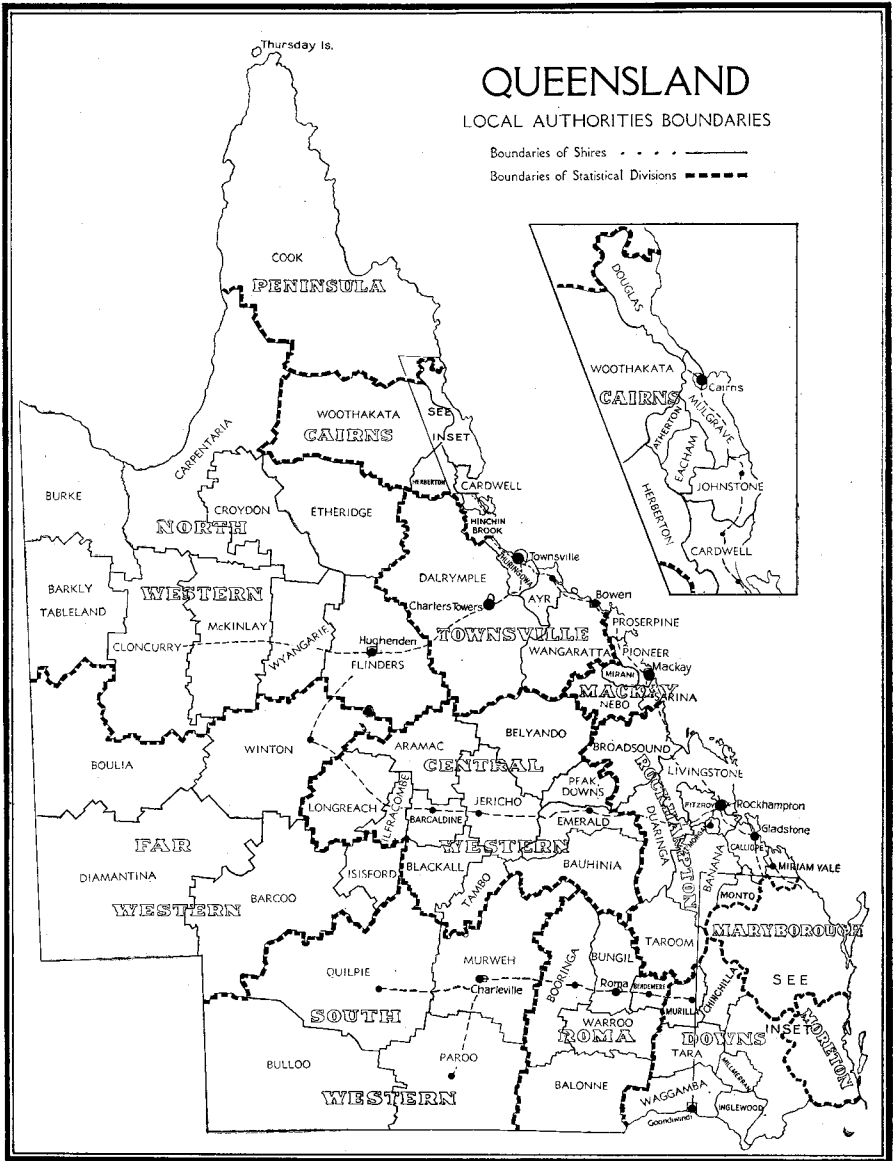 Thursday Is.
QUEENSLAND
LOCAL AUTHORITIES BOUNDARIES
Boundaries of Shires
Boundaries of Statistical Divisions
COOK
PENINSULA
DOUGLAS
WOOTHAKATA
CAIRNS
Cairns
MULGRAVE
ATHERTON
EACHAM
JOHNSTONE
HERBERTON
CARDWELL
WOOTHAKATA
CAIRNS
SEE
INSET
CARPENTARIA
HERBERTON
CARDWELL
BURKE
CROYDON
ETHERIDGE
NORTH
HINCHIN
BROOK
Townsville
THURINGOWA
DALRYMPLE
BARKLY
TABLELAND
WESTERN
Charters Towers
AYR
Bowen
McKINLAY
PROSERPINE
TOWNSVILLE
CLONCURRY
WYANGARIE
Hughenden
FLINDERS
WANGARATTA
PIONEER
Mackay
MIRANI
MACKAY
NEBO
BELYANDO
BROADSOUND
ARAMAC
WINTON
BOULIA
CENTRAL
LIVINGSTONE
PEAK
DOWNS
ROCKHAMPTON
LONGREACH
ILFRACOMBE
BARCALDINE
JERICHO
EMERALD
FITZROY
Rockhampton
DUARINGA
Gladstone
CALLIOPE
FAR
WESTERN
BLACKALL
BAUHINIA
BANANA
MIRIAM VALE
DIAMANTINA
ISISFORD
TAMBO
MONTO
BARCOO
WESTERN
MARYBOROUGH
TAROOM
QUILPIE
MURWEH
Charleville
BOORINGA
BUNGIL
Roma
BENDEMERE
SEE
MURILLA
CHINCHILLA
SOUTH
WARROO
ROMA
DOWNS
INSET
MORETON
BULLOO
PAROO
TARA
MILLMERRAN
BALONNE
WAGGAMBA
WESTERN
INGLEWOOD
Goondiwindi